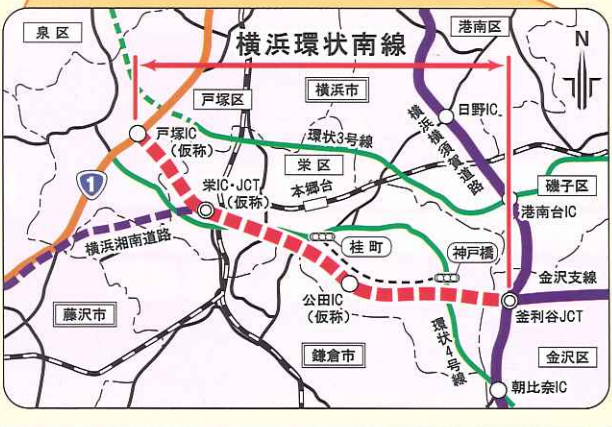 泉区
港南区
横浜環状南線
N
戸塚区
横浜市
日野IC
戸塚IC
(仮称)
環状3号線
横浜横須賀道路
栄区
本郷台
磯子区
1
栄IC・JCT
(仮称)
港南台IC
横浜湘南道路
桂町
神戸橋
金沢支線
公田IC
(仮称)
釜利谷JCT
藤沢市
環状4号線
鎌倉市
金沢区
朝比奈IC